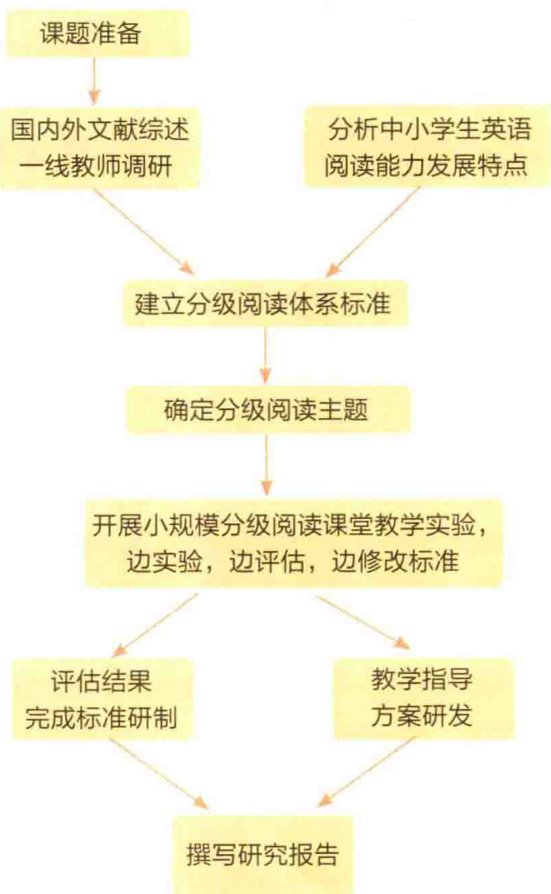 课题准备
国内外文献综述
一线教师调研
分析中小学生英语
阅读能力发展特点
建立分级阅读体系标准
确定分级阅读主题
开展小规模分级阅读课堂教学实验，
边实验，边评估，边修改标准
评估结果
完成标准研制
教学指导
方案研发
撰写研究报告